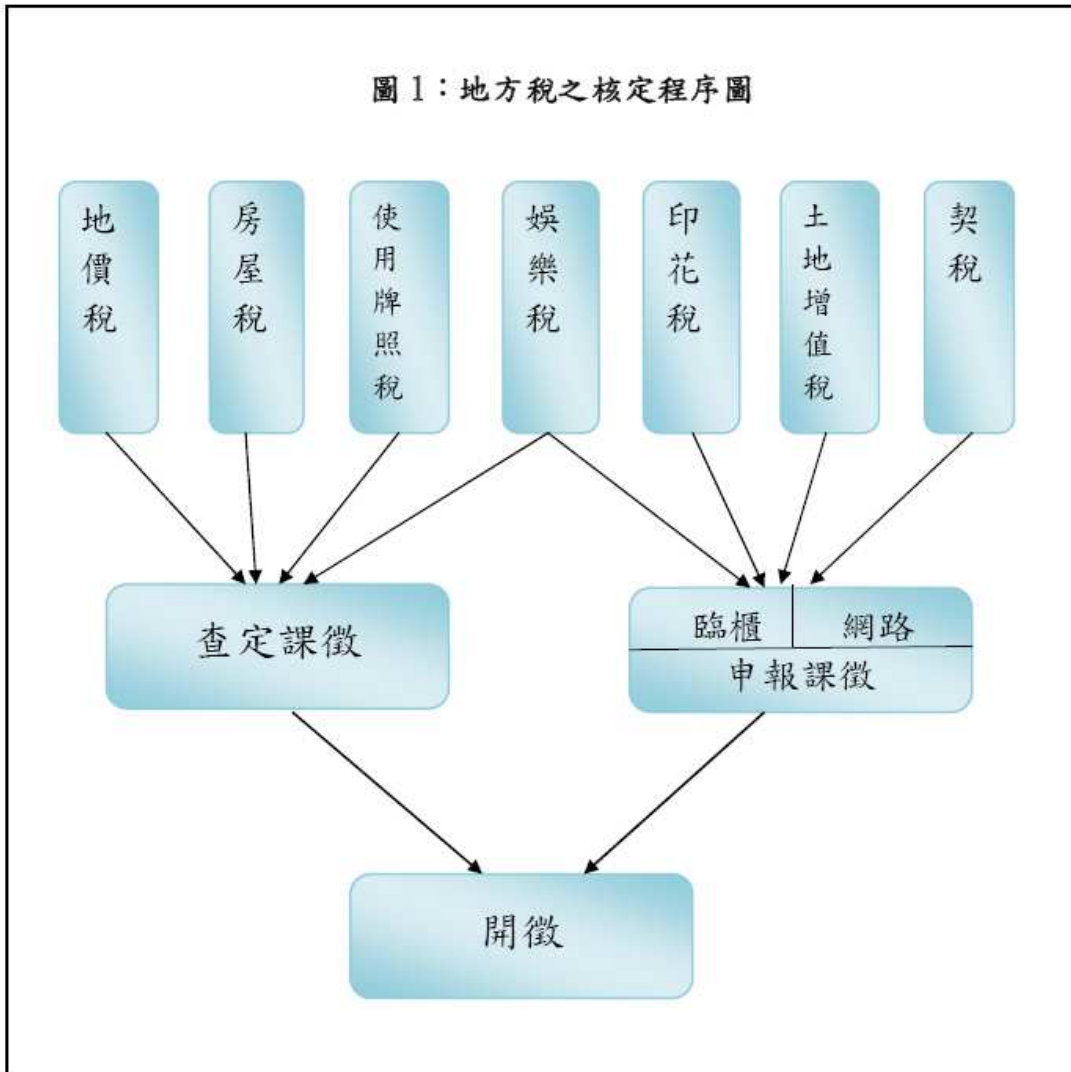 圖1：地方稅之核定程序圖
地價稅
房屋稅
使用牌照稅
娛樂稅
印花稅
土地增值稅
契稅
查定課徵
臨櫃
網路
申報課徵
開徵